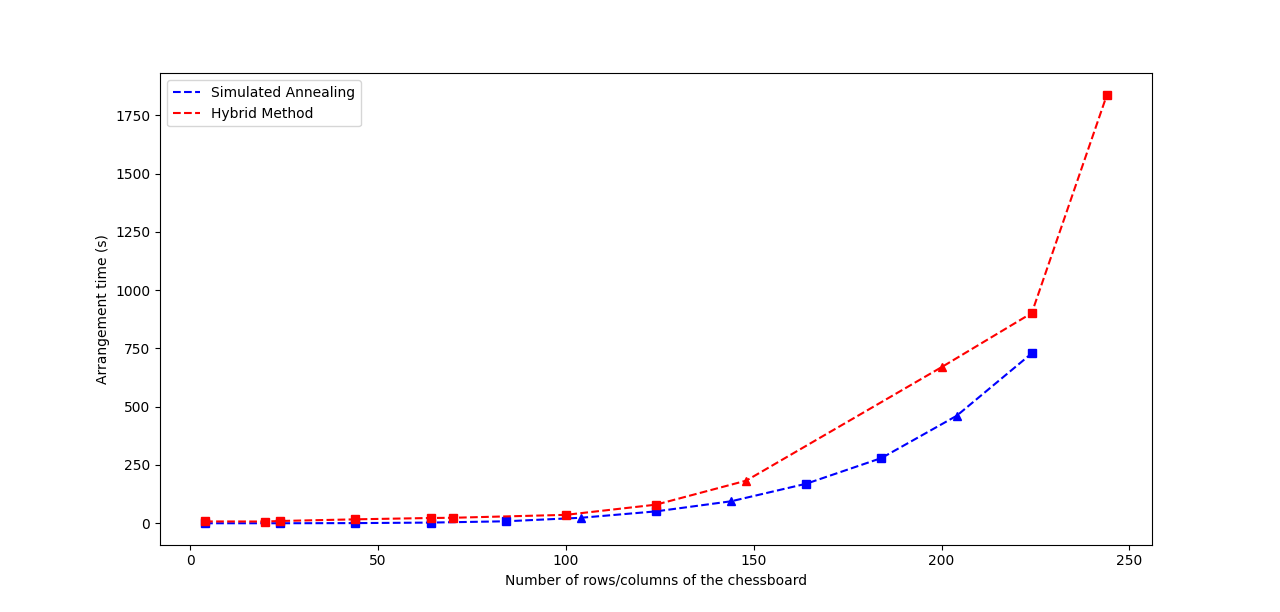 Simulated Annealing
Hybrid Method
1750
1500
1250
1000
750
500
250
0
Arrangement time (s)
0 50 100 150 200 250
Number of rows/columns of the chessboard